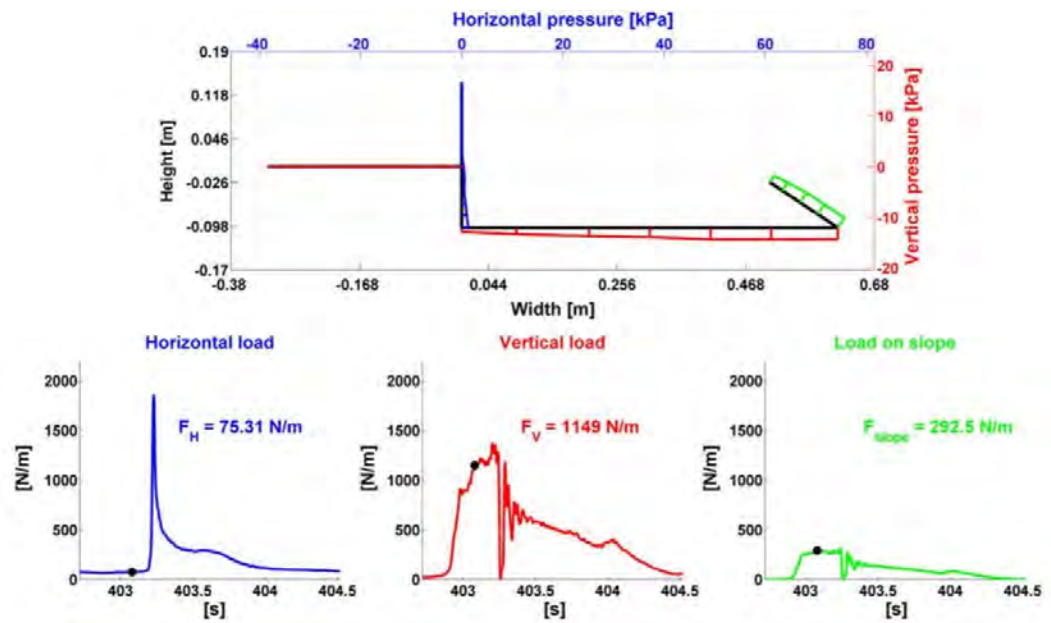 Horizontal pressure [kPa]
-40 -20 0 20 40 60 80
0.19 0.118 0.046 -0.026 -0.098 -0.17
Height [m]
20 10 0 -10 -20
Vertical pressure [kPa]
-0.38 -0.168 0.044 0.256 0.468 0.68
Width [m]
Horizontal load Vertical load Load on slope
2000 1500 1000 500 0
[N/m]
F_H = 75.31 N/m
403 403.5 404 404.5
[s]
2000 1500 1000 500 0
[N/m]
F_V = 1149 N/m
403 403.5 404 404.5
[s]
2000 1500 1000 500 0
[N/m]
F_slope = 292.5 N/m
403 403.5 404 404.5
[s]